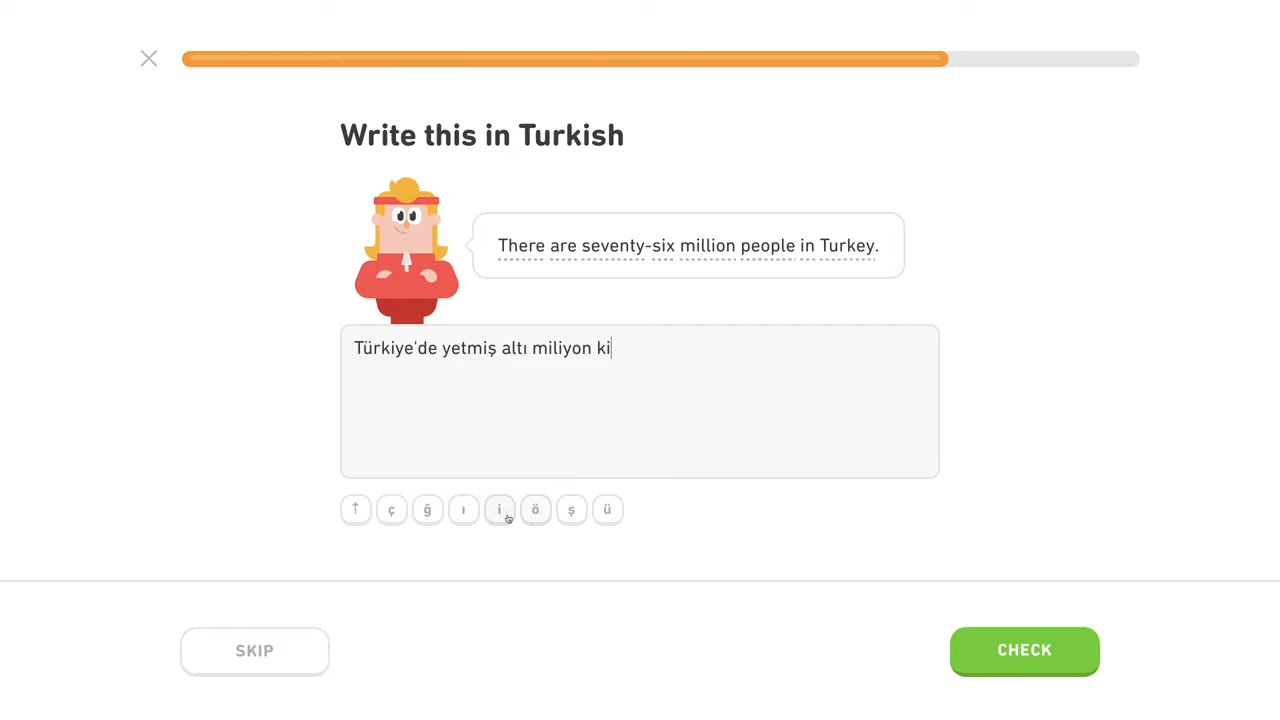 Write this in Turkish
There are seventy-six million people in Turkey.
Türkiye'de yetmiş altı miliyon ki
↑ ç ğ ı i ö ş ü
SKIP
CHECK